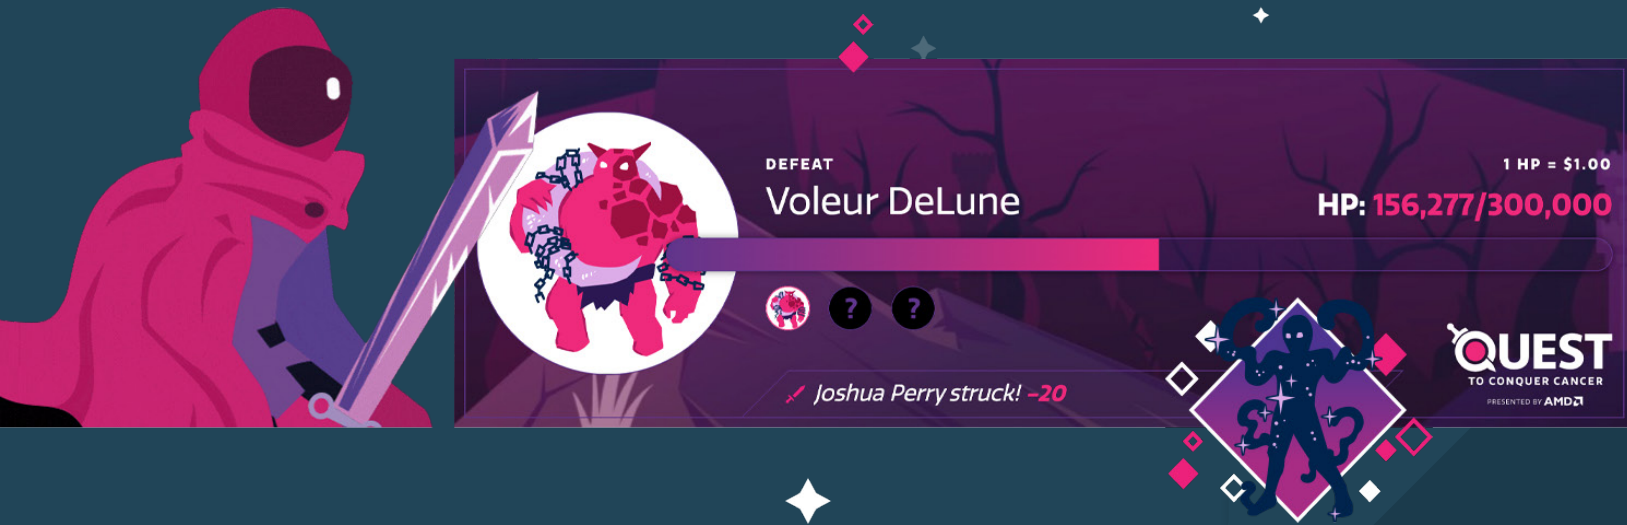 DEFEAT
Voleur DeLune
1 HP = $1.00
HP: 156,277/300,000
? ?
Joshua Perry struck! –20
QUEST
TO CONQUER CANCER
PRESENTED BY AMD